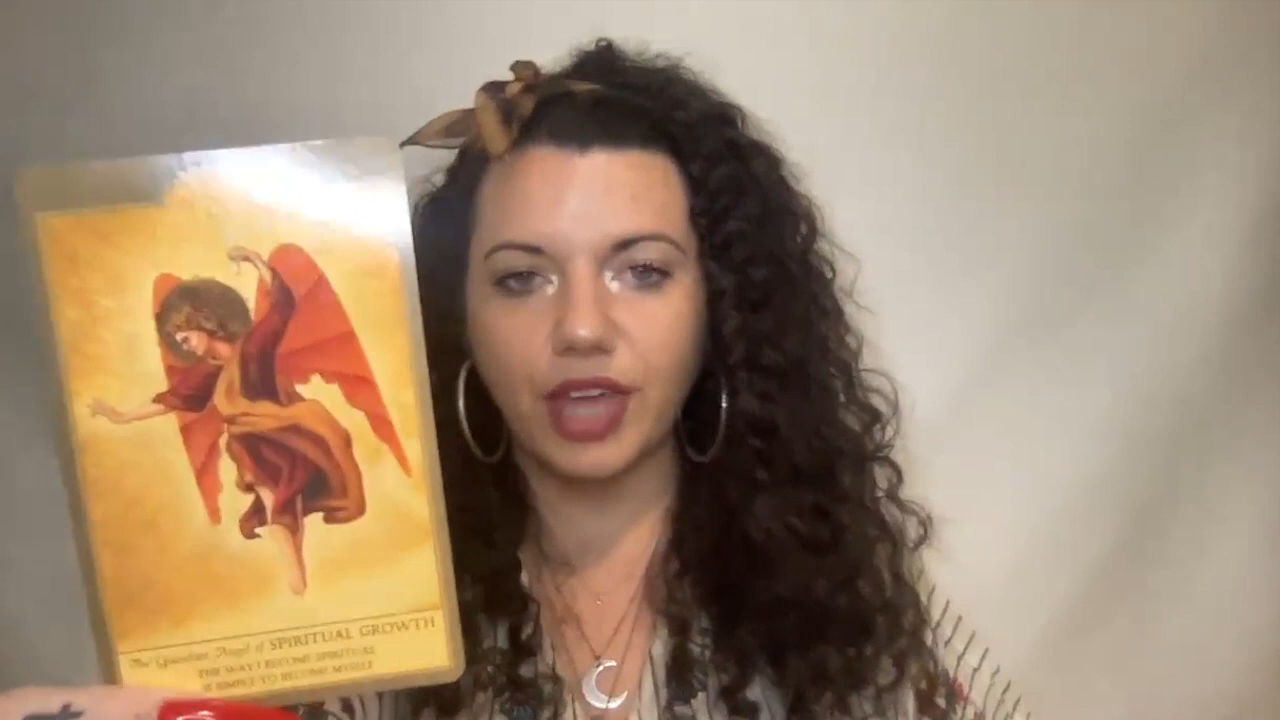 The Guardian Angel of SPIRITUAL GROWTH
THE WAY I BECOME SPIRITUAL
IS SIMPLY TO BECOME MYSELF